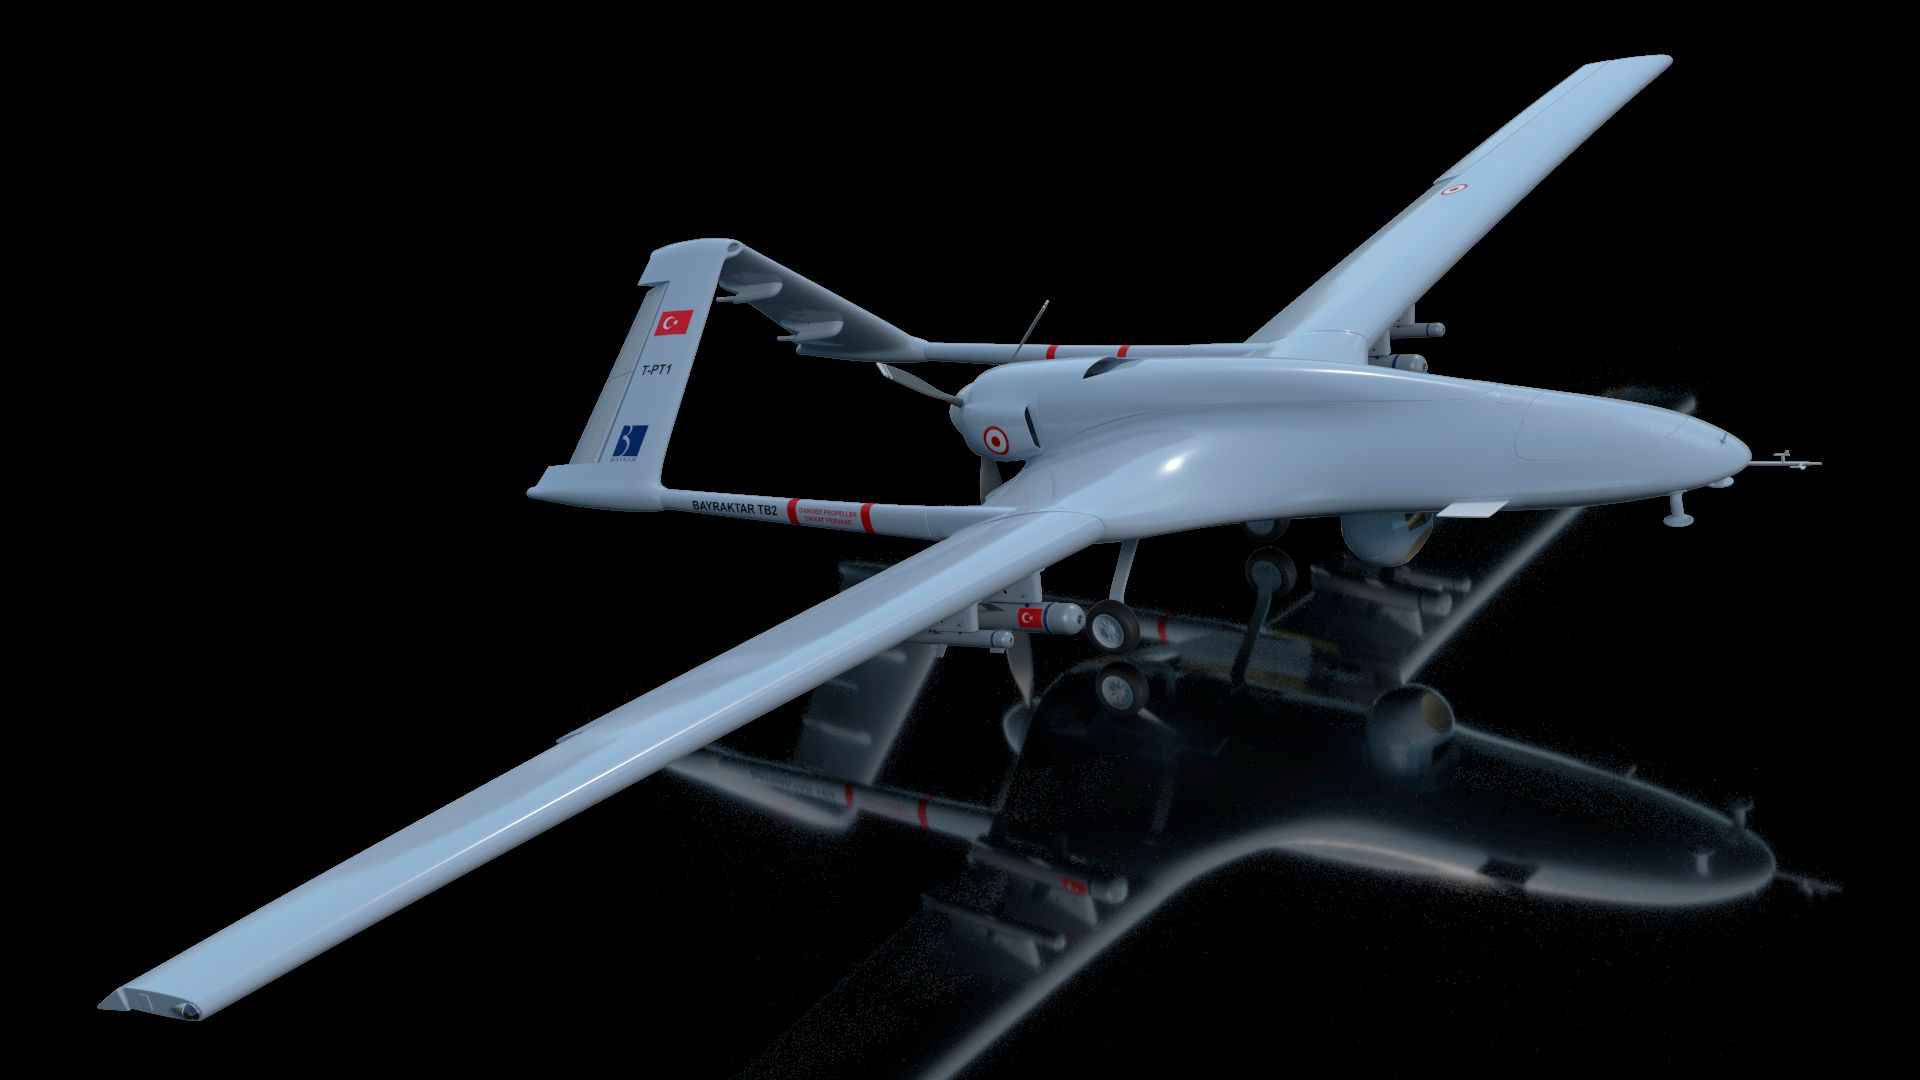 T-PT1
BAYKAR
BAYRAKTAR TB2
DANGER PROPELLER
DİKKAT PERVANE